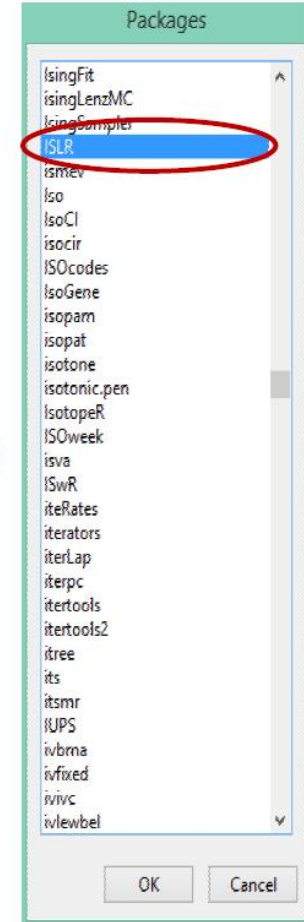 Packages
IsingFit
IsingLenzMC
IsingSampler
ISLR
ismev
Iso
IsoCI
isocir
ISOcodes
IsoGene
isopam
isopat
isotone
isotonic.pen
IsotopeR
ISOweek
isva
ISwR
iteRates
iterators
iterLap
iterpc
itertools
itertools2
itree
its
itsmr
IUPS
ivbma
ivfixed
ivivc
ivlewbel
OK
Cancel